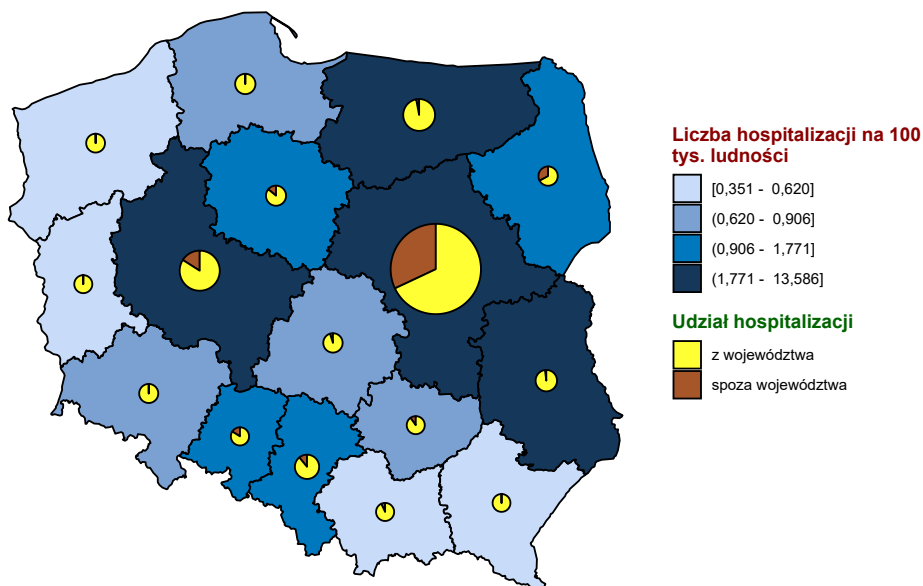 Liczba hospitalizacji na 100
tys. ludności
[0,351 - 0,620]
(0,620 - 0,906]
(0,906 - 1,771]
(1,771 - 13,586]
Udział hospitalizacji
z województwa
spoza województwa